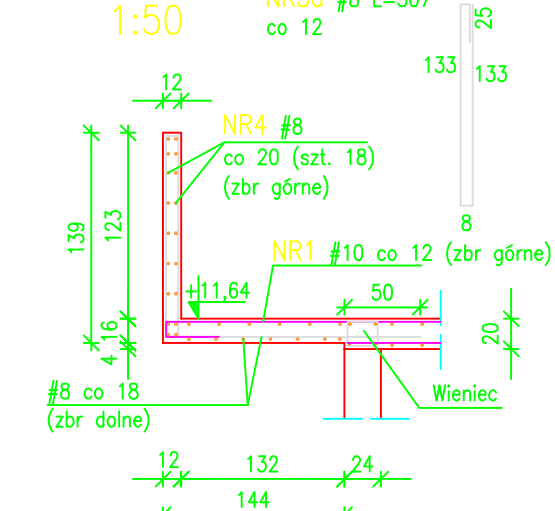 1:50
#8 L=307
co 12
25
133
133
12
NR4 #8
co 20 (szt. 18)
(zbr górne)
8
139
123
NR1 #10 co 12 (zbr górne)
+11,64
50
16
20
4
#8 co 18
(zbr dolne)
Wieniec
12
132
24
144